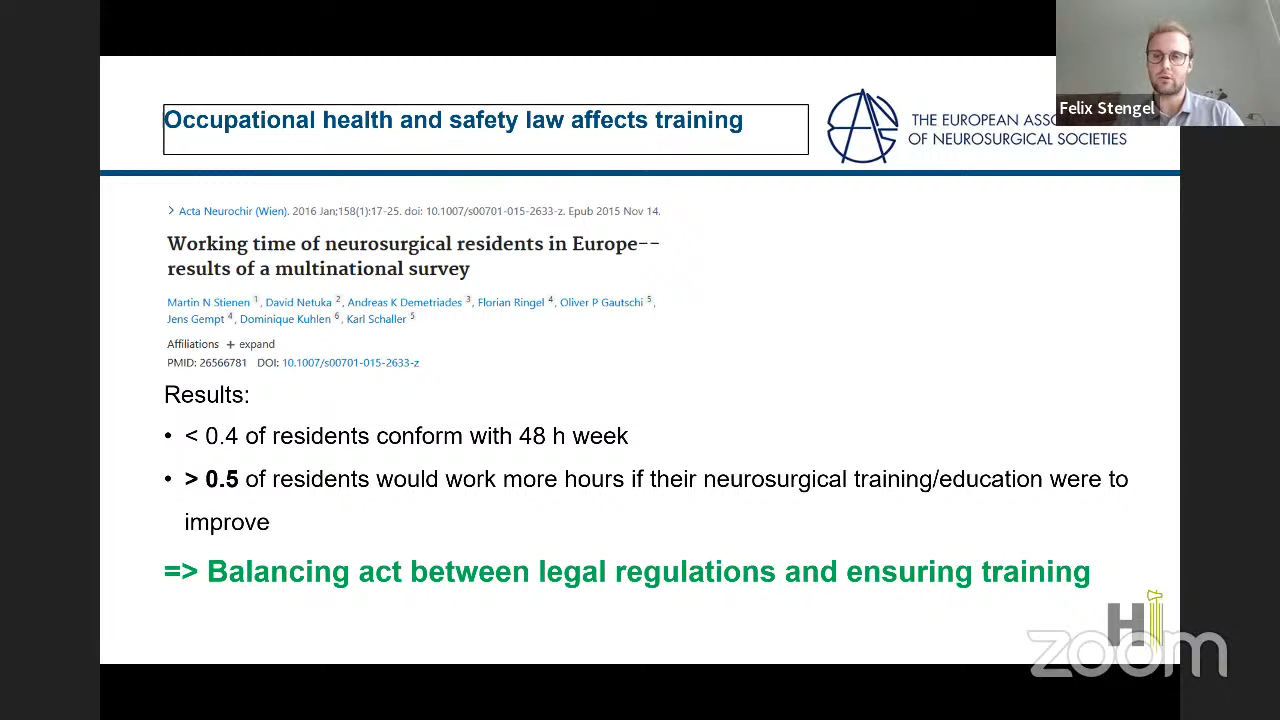 Felix Stengel
Occupational health and safety law affects training
THE EUROPEAN ASSO
OF NEUROSURGICAL SOCIETIES
> Acta Neurochir (Wien). 2016 Jan;158(1):17-25. doi: 10.1007/s00701-015-2633-z. Epub 2015 Nov 14.
Working time of neurosurgical residents in Europe--
results of a multinational survey
Martin N Stienen 1, David Netuka 2, Andreas K Demetriades 3, Florian Ringel 4, Oliver P Gautschi 5,
Jens Gempt 4, Dominique Kuhlen 6, Karl Schaller 5
Affiliations + expand
PMID: 26566781 DOI: 10.1007/s00701-015-2633-z
Results:
• < 0.4 of residents conform with 48 h week
• > 0.5 of residents would work more hours if their neurosurgical training/education were to
improve
=> Balancing act between legal regulations and ensuring training
H
zoom